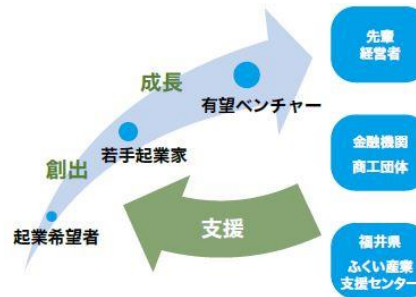 先輩
経営者
成長
有望ベンチャー
金融機関
商工団体
若手起業家
創出
支援
起業希望者
福井県
ふくい産業
支援センター